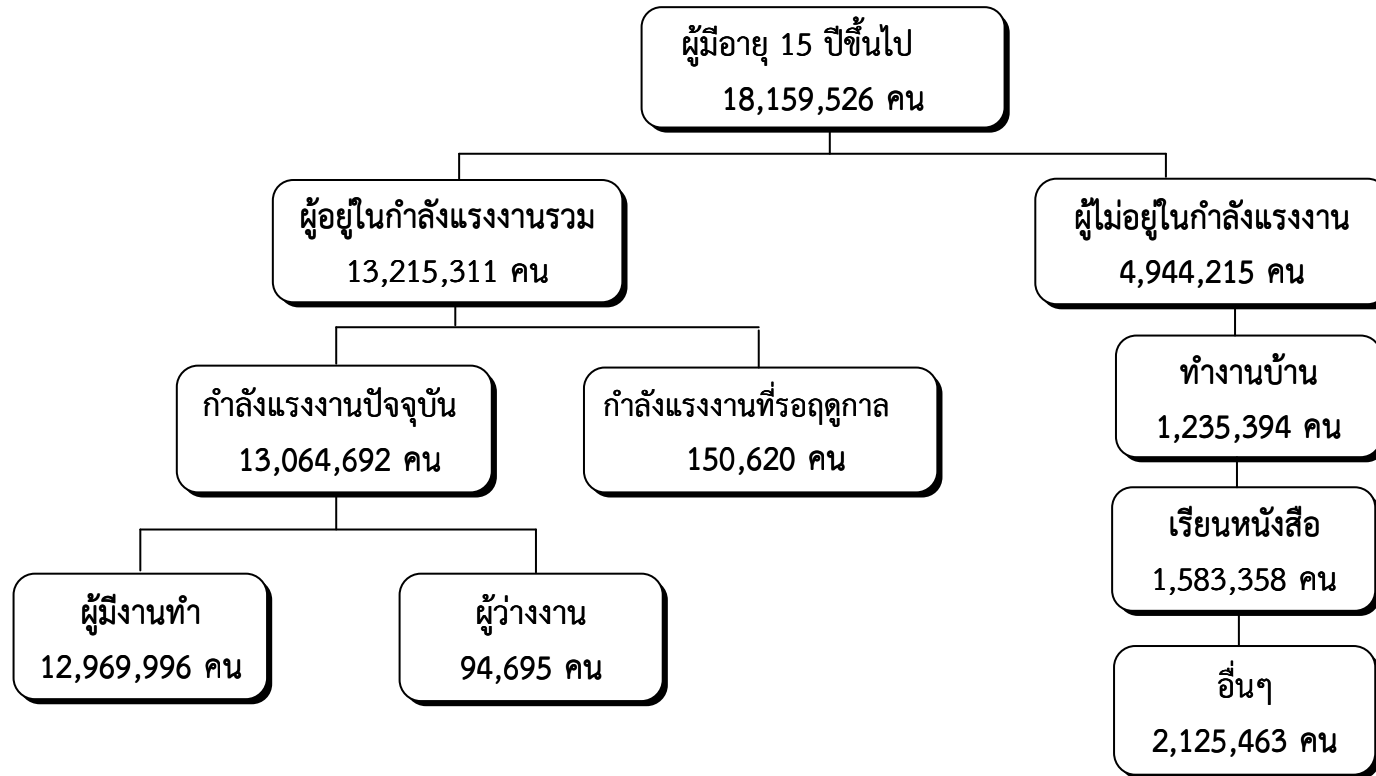 ผู้มีอายุ 15 ปีขึ้นไป
18,159,526 คน
ผู้อยู่ในกำลังแรงงานรวม
13,215,311 คน
ผู้ไม่อยู่ในกำลังแรงงาน
4,944,215 คน
กำลังแรงงานปัจจุบัน
13,064,692 คน
กำลังแรงงานที่รอฤดูกาล
150,620 คน
ทำงานบ้าน
1,235,394 คน
เรียนหนังสือ
1,583,358 คน
ผู้มีงานทำ
12,969,996 คน
ผู้ว่างงาน
94,695 คน
อื่นๆ
2,125,463 คน